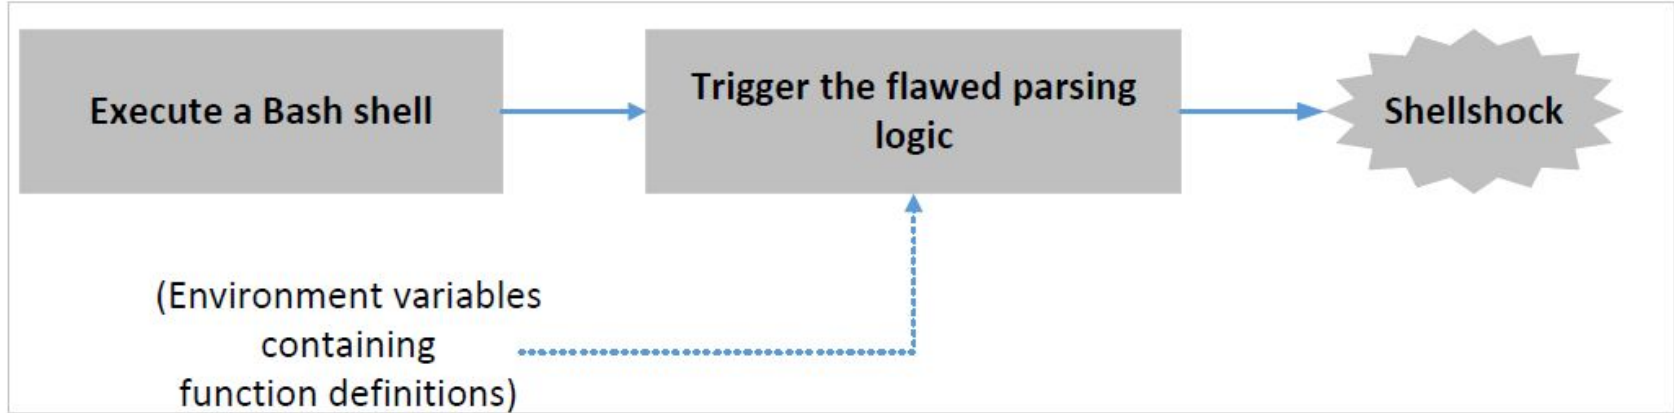 Execute a Bash shell
Trigger the flawed parsing
logic
Shellshock
(Environment variables
containing
function definitions)